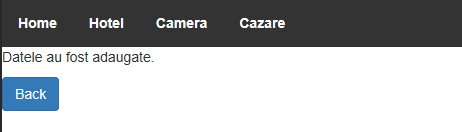 Home Hotel Camera Cazare
Datele au fost adaugate.
Back